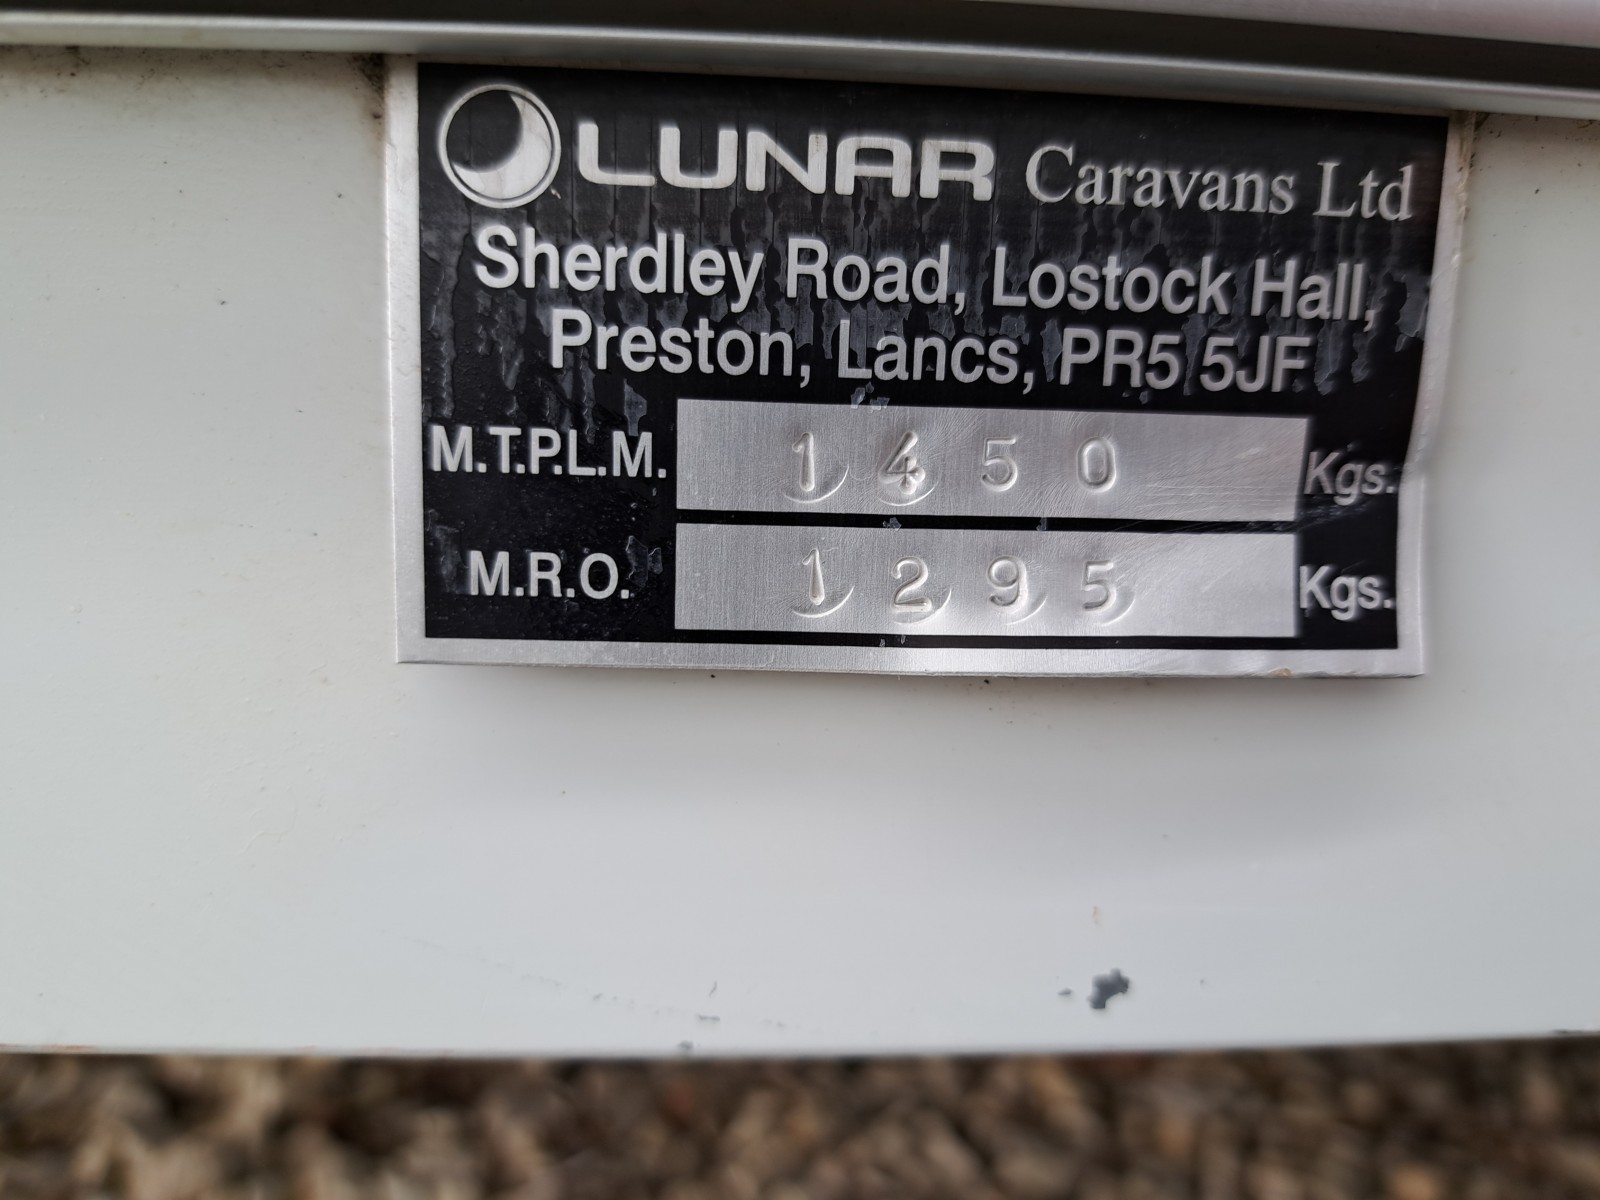 LUNAR Caravans Ltd
Sherdley Road, Lostock Hall,
Preston, Lancs, PR5 5JF
M.T.P.L.M. 1450 Kgs.
M.R.O. 1295 Kgs.